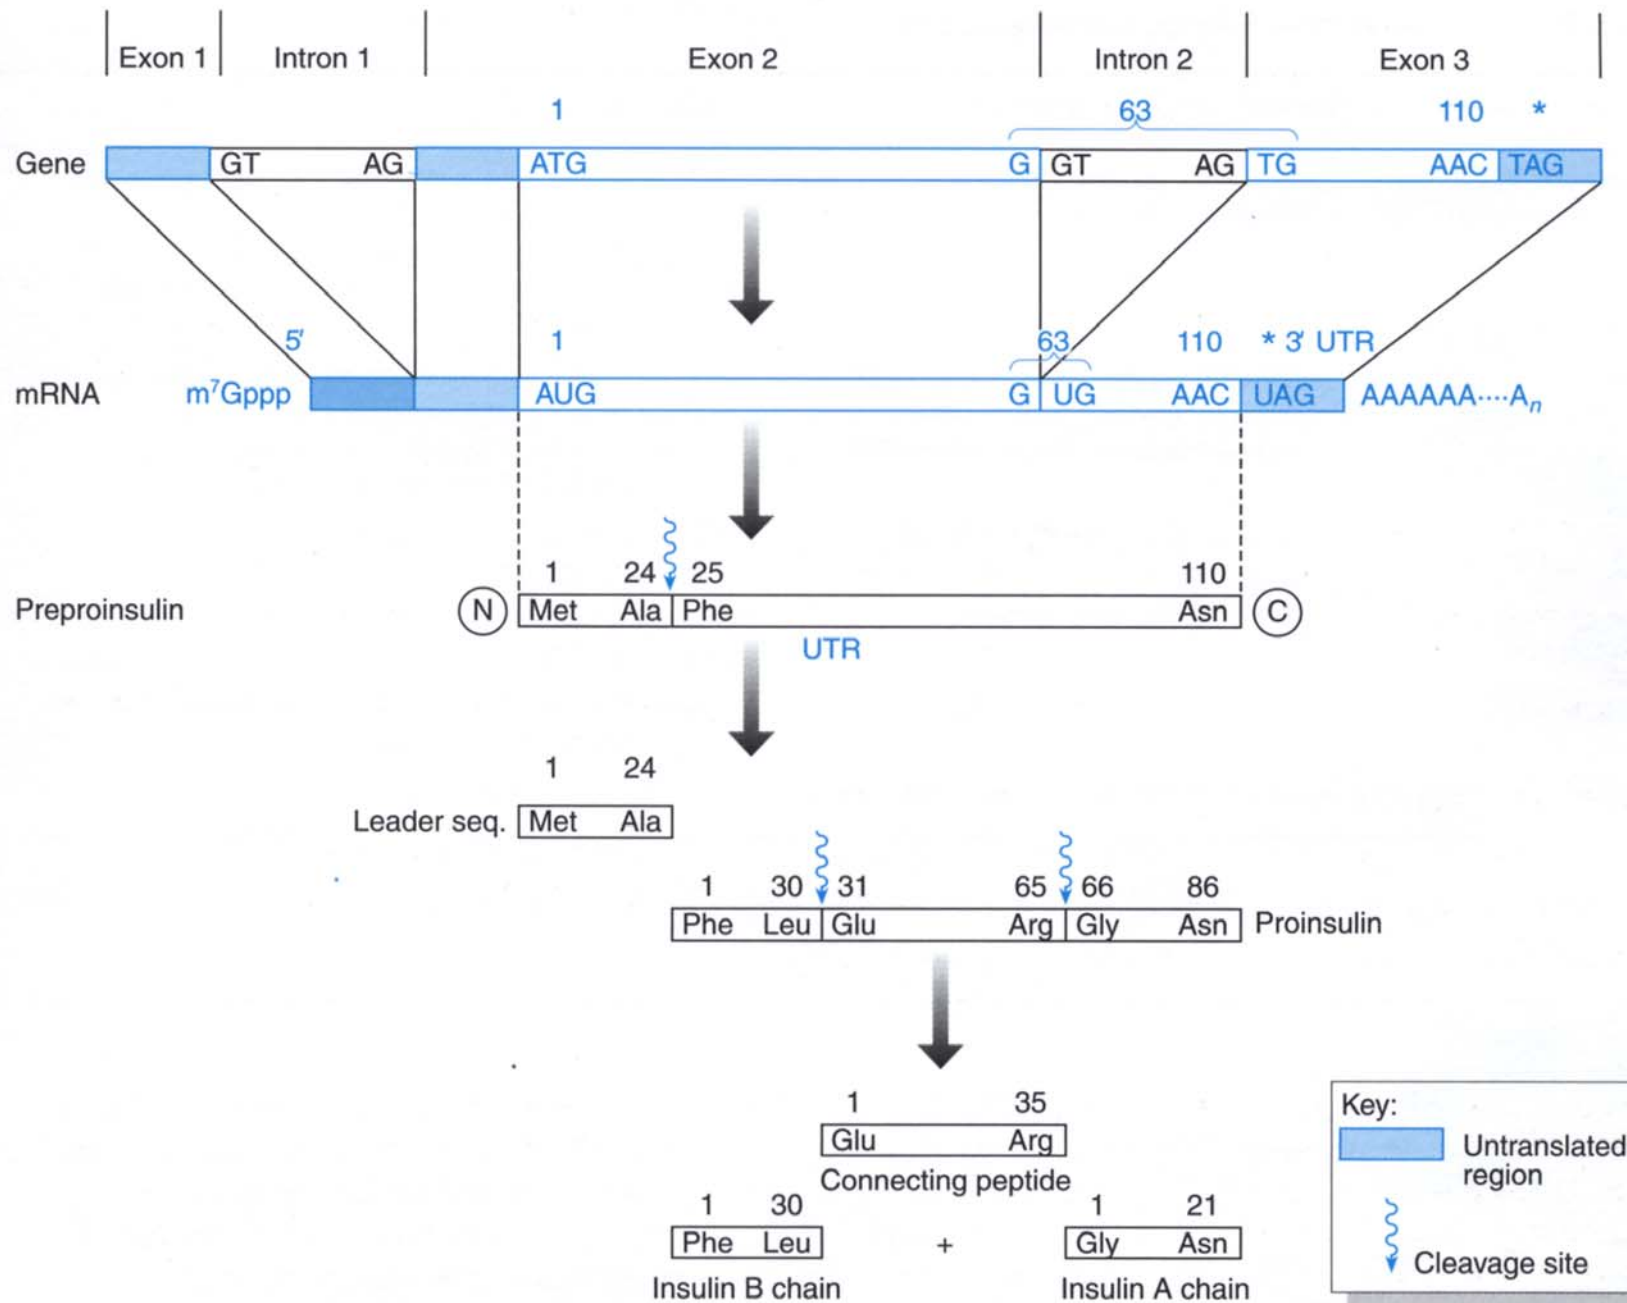 Exon 1 Intron 1 Exon 2 Intron 2 Exon 3
1 63 110 *
Gene GT AG ATG G GT AG TG AAC TAG
5' 1 63 110 * 3' UTR
mRNA m⁷Gppp AUG G UG AAC UAG AAAAAA····Aₙ
1 24 25 110
Preproinsulin N Met Ala Phe Asn C
UTR
1 24
Leader seq. Met Ala
1 30 31 65 66 86
Phe Leu Glu Arg Gly Asn Proinsulin
1 35
Glu Arg
Connecting peptide
1 30 1 21
Phe Leu + Gly Asn
Insulin B chain Insulin A chain
Key:
Untranslated
region
Cleavage site